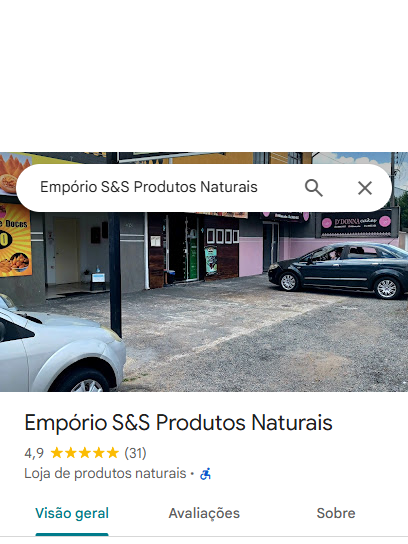 Empório S&S Produtos Naturais
e Doces
D'DONNA cakes
Empório S&S Produtos Naturais
4,9 (31)
Loja de produtos naturais •
Visão geral
Avaliações
Sobre